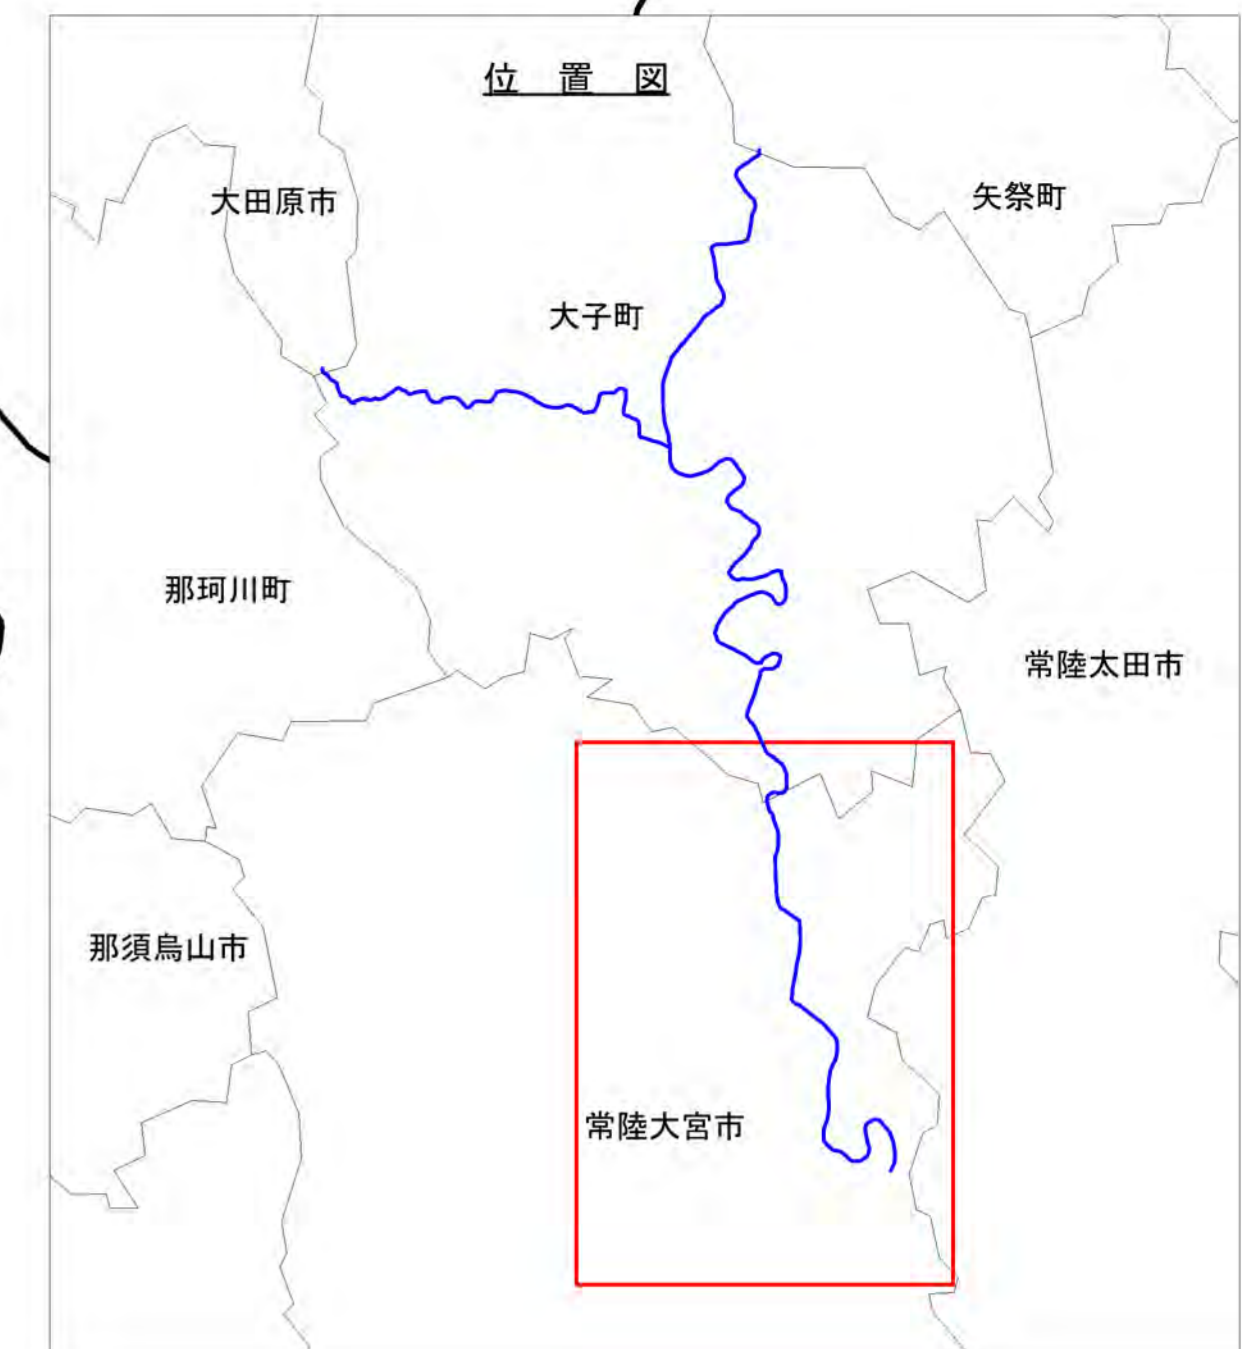 位 置 図
大田原市
矢祭町
大子町
那珂川町
常陸太田市
那須烏山市
常陸大宮市